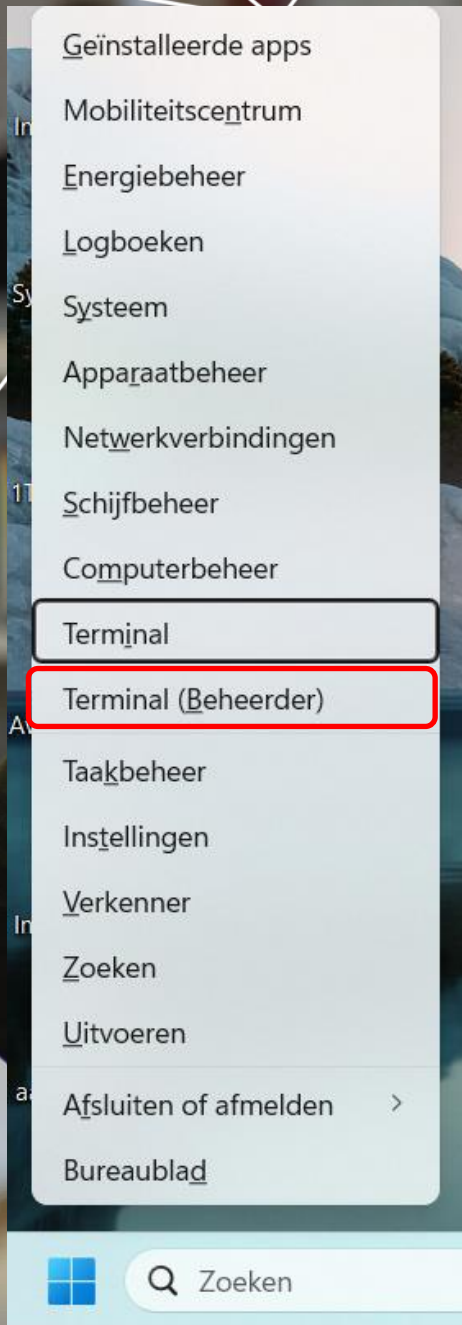 Geïnstalleerde apps
Mobiliteitscentrum
Energiebeheer
Logboeken
Systeem
Apparaatbeheer
Netwerkverbindingen
Schijfbeheer
Computerbeheer
Terminal
Terminal (Beheerder)
Taakbeheer
Instellingen
Verkenner
Zoeken
Uitvoeren
Afsluiten of afmelden
Bureaublad
Zoeken